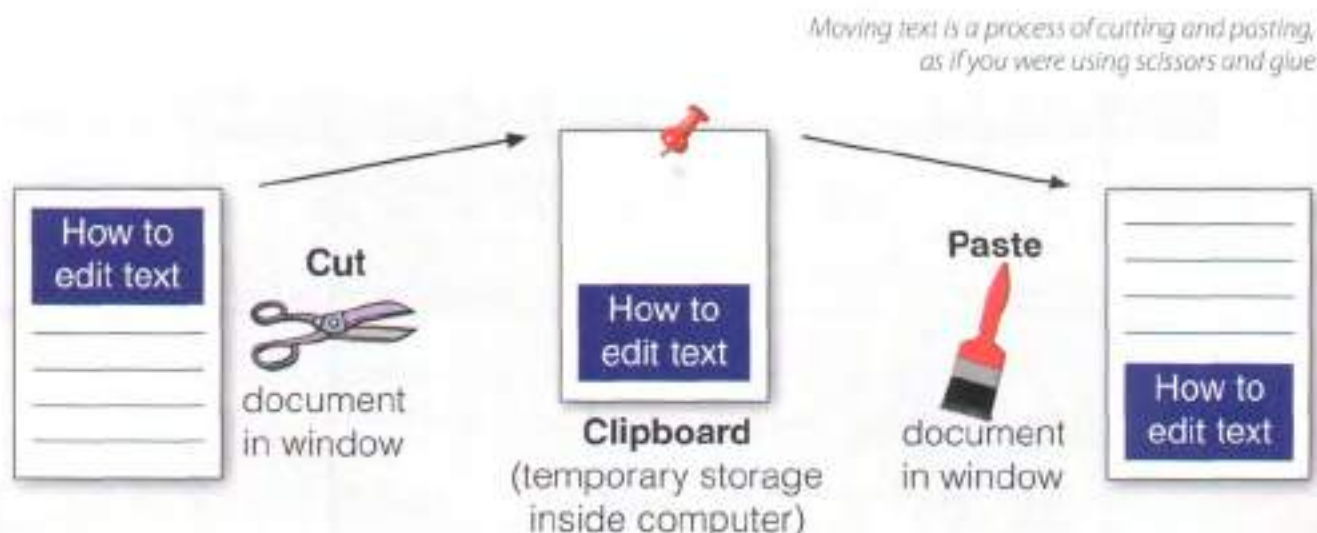 Moving text is a process of cutting and pasting,
as if you were using scissors and glue
How to
edit text
Cut
document
in window
How to
edit text
Clipboard
(temporary storage
inside computer)
Paste
document
in window
How to
edit text